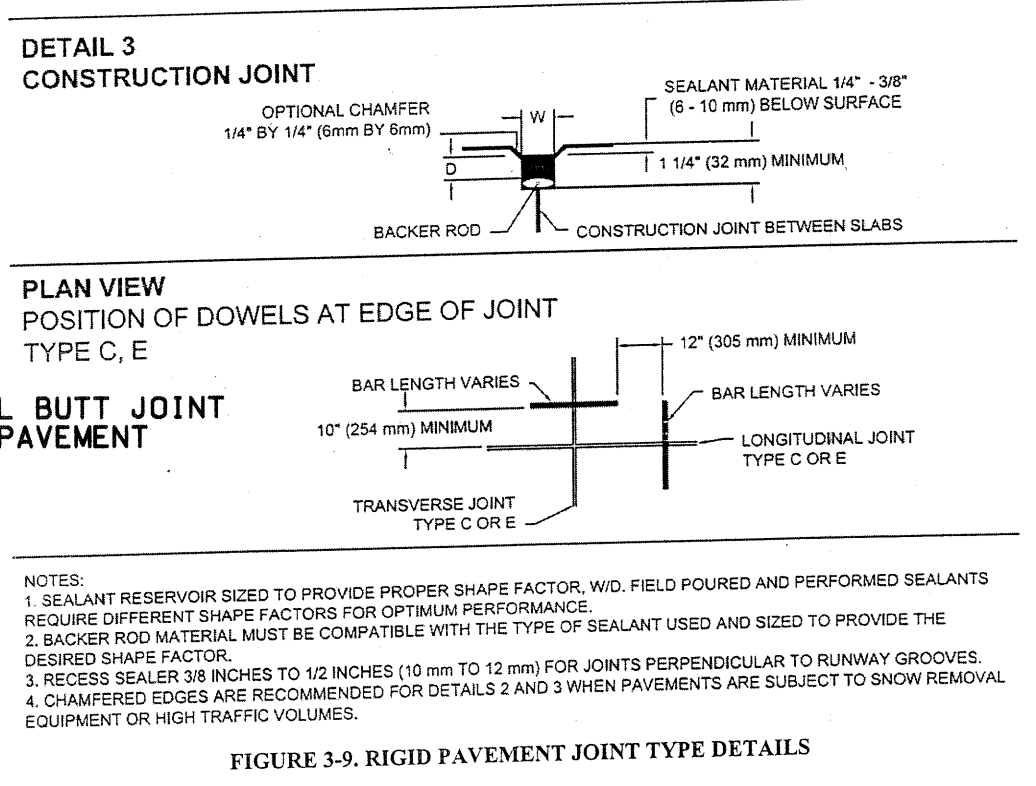 DETAIL 3
CONSTRUCTION JOINT
OPTIONAL CHAMFER
1/4" BY 1/4" (6mm BY 6mm)
W
SEALANT MATERIAL 1/4" - 3/8"
(6 - 10 mm) BELOW SURFACE
D
1 1/4" (32 mm) MINIMUM
BACKER ROD
CONSTRUCTION JOINT BETWEEN SLABS
PLAN VIEW
POSITION OF DOWELS AT EDGE OF JOINT
TYPE C, E
12" (305 mm) MINIMUM
BAR LENGTH VARIES
BAR LENGTH VARIES
L BUTT JOINT
PAVEMENT
10" (254 mm) MINIMUM
LONGITUDINAL JOINT
TYPE C OR E
TRANSVERSE JOINT
TYPE C OR E
NOTES:
1. SEALANT RESERVOIR SIZED TO PROVIDE PROPER SHAPE FACTOR, W/D. FIELD POURED AND PERFORMED SEALANTS
REQUIRE DIFFERENT SHAPE FACTORS FOR OPTIMUM PERFORMANCE.
2. BACKER ROD MATERIAL MUST BE COMPATIBLE WITH THE TYPE OF SEALANT USED AND SIZED TO PROVIDE THE
DESIRED SHAPE FACTOR.
3. RECESS SEALER 3/8 INCHES TO 1/2 INCHES (10 mm TO 12 mm) FOR JOINTS PERPENDICULAR TO RUNWAY GROOVES.
4. CHAMFERED EDGES ARE RECOMMENDED FOR DETAILS 2 AND 3 WHEN PAVEMENTS ARE SUBJECT TO SNOW REMOVAL
EQUIPMENT OR HIGH TRAFFIC VOLUMES.
FIGURE 3-9. RIGID PAVEMENT JOINT TYPE DETAILS